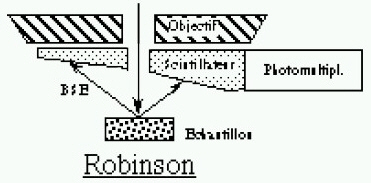 Objectif
Scintillateur
Photomultipl.
BSE
Echantillon
Robinson